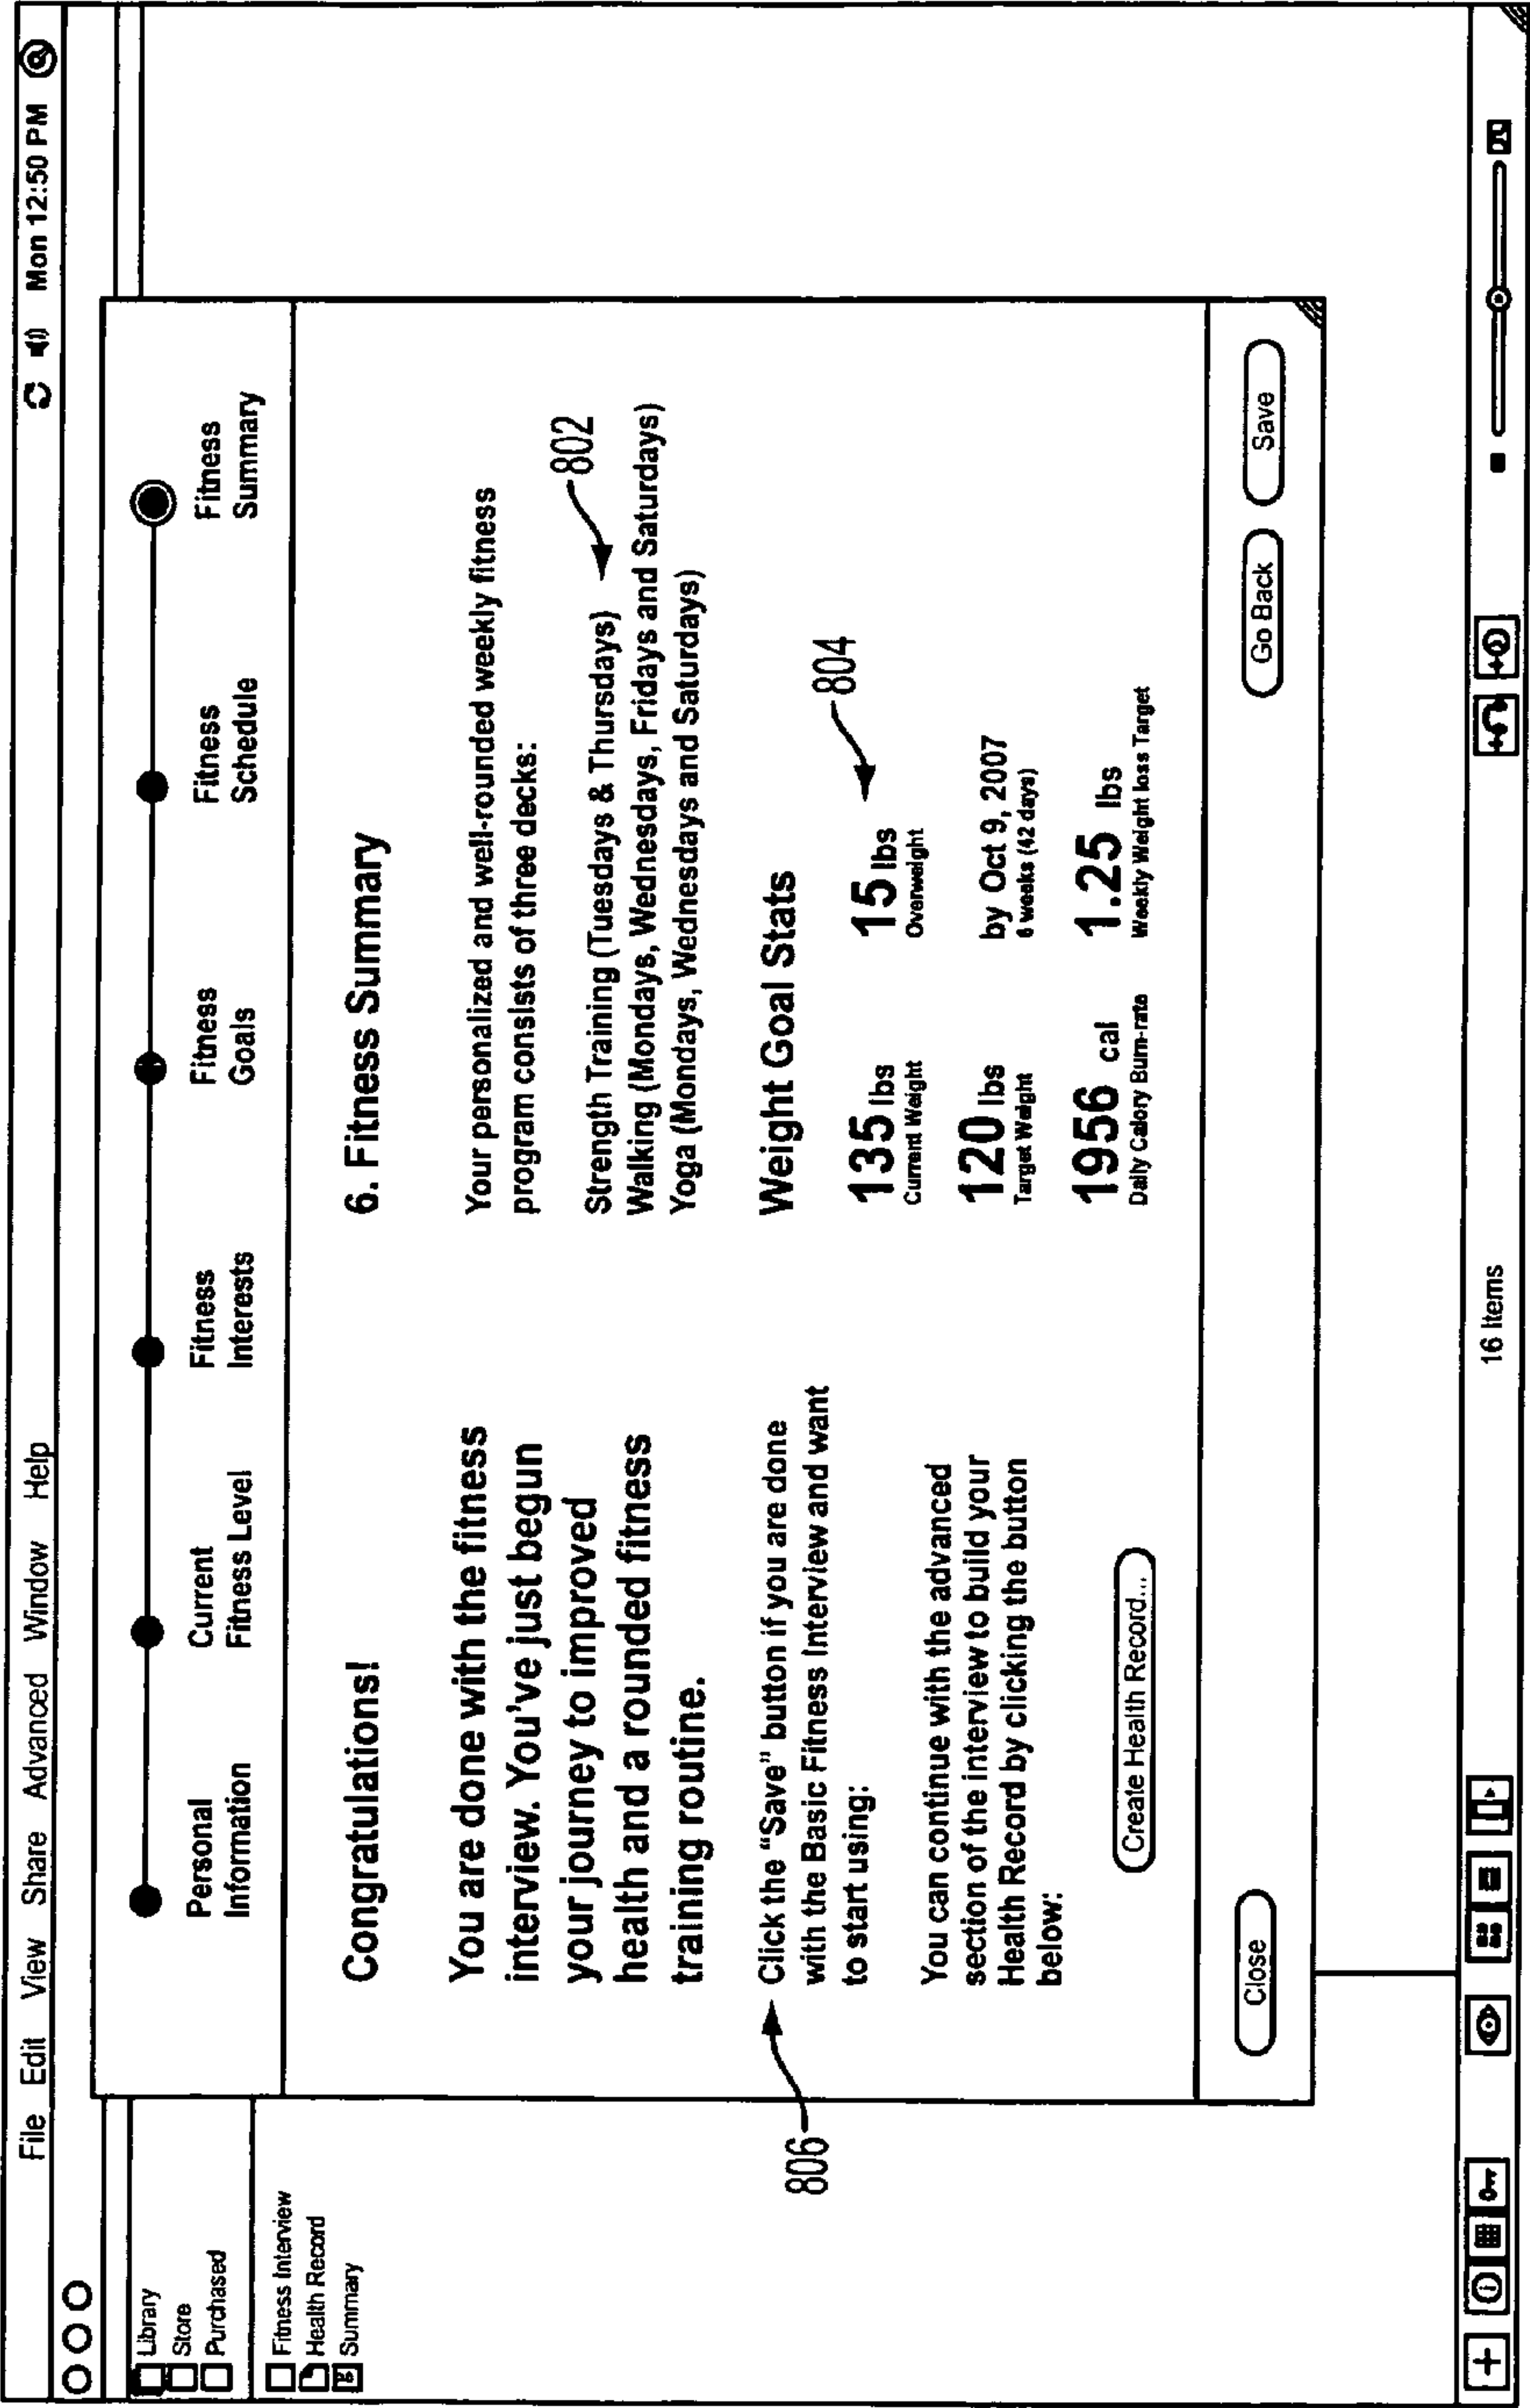 File Edit View Share Advanced Window Help
Mon 12:50 PM
Library
Store
Purchased
Fitness Interview
Health Record
Summary
Personal
Information
Current
Fitness Level
Fitness
Interests
Fitness
Goals
Fitness
Schedule
Fitness
Summary
Congratulations!
You are done with the fitness
interview. You've just begun
your journey to improved
health and a rounded fitness
training routine.
806
Click the "Save" button if you are done
with the Basic Fitness Interview and want
to start using:
You can continue with the advanced
section of the interview to build your
Health Record by clicking the button
below:
Create Health Record...
6. Fitness Summary
Your personalized and well-rounded weekly fitness
program consists of three decks:
802
Strength Training (Tuesdays & Thursdays)
Walking (Mondays, Wednesdays, Fridays and Saturdays)
Yoga (Mondays, Wednesdays and Saturdays)
Weight Goal Stats
804
135 lbs
Current Weight
15 lbs
Overweight
120 lbs
Target Weight
by Oct 9, 2007
6 weeks (42 days)
1956 cal
Daily Calory Burn-rate
1.25 lbs
Weekly Weight loss Target
Close
Go Back
Save
16 Items